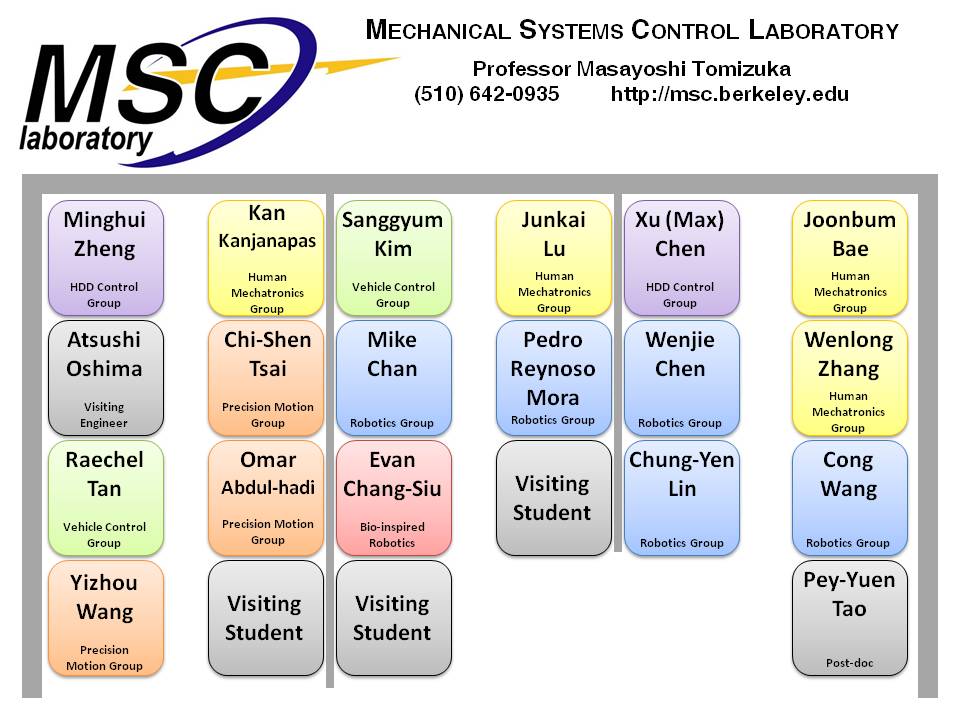 MSC
laboratory
MECHANICAL SYSTEMS CONTROL LABORATORY
Professor Masayoshi Tomizuka
(510) 642-0935 http://msc.berkeley.edu
Minghui
Zheng
HDD Control
Group
Kan
Kanjanapas
Human
Mechatronics
Group
Sanggyum
Kim
Vehicle Control
Group
Junkai
Lu
Human
Mechatronics
Group
Xu (Max)
Chen
HDD Control
Group
Joonbum
Bae
Human
Mechatronics
Group
Atsushi
Oshima
Visiting
Engineer
Chi-Shen
Tsai
Precision Motion
Group
Mike
Chan
Robotics Group
Pedro
Reynoso
Mora
Robotics Group
Wenjie
Chen
Robotics Group
Wenlong
Zhang
Human
Mechatronics
Group
Raechel
Tan
Vehicle Control
Group
Omar
Abdul-hadi
Precision Motion
Group
Evan
Chang-Siu
Bio-inspired
Robotics
Visiting
Student
Chung-Yen
Lin
Robotics Group
Cong
Wang
Robotics Group
Yizhou
Wang
Precision
Motion Group
Visiting
Student
Visiting
Student
Pey-Yuen
Tao
Post-doc